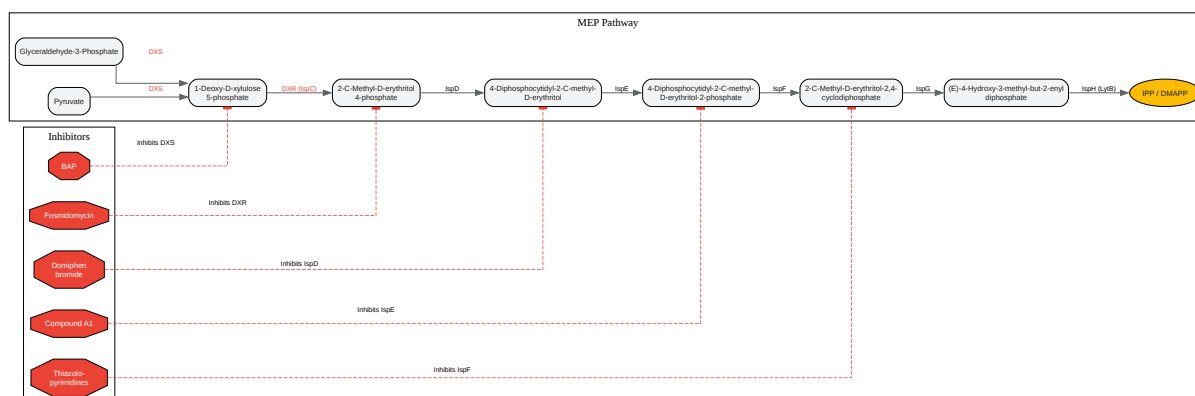 MEP Pathway
Glyceraldehyde-3-Phosphate
DXS
Pyruvate
DXS
1-Deoxy-D-xylulose
5-phosphate
DXR (IspC)
2-C-Methyl-D-erythritol
4-phosphate
IspD
4-Diphosphocytidyl-2-C-methyl-
D-erythritol
IspE
4-Diphosphocytidyl-2-C-methyl-
D-erythritol-2-phosphate
IspF
2-C-Methyl-D-erythritol-2,4-
cyclodiphosphate
IspG
(E)-4-Hydroxy-3-methyl-but-2-enyl
diphosphate
IspH (LytB)
IPP / DMAPP
Inhibitors
BAP
Inhibits DXS
Fosmidomycin
Inhibits DXR
Domiphen
bromide
Inhibits IspD
Compound A1
Inhibits IspE
Thiazolo-
pyrimidines
Inhibits IspF